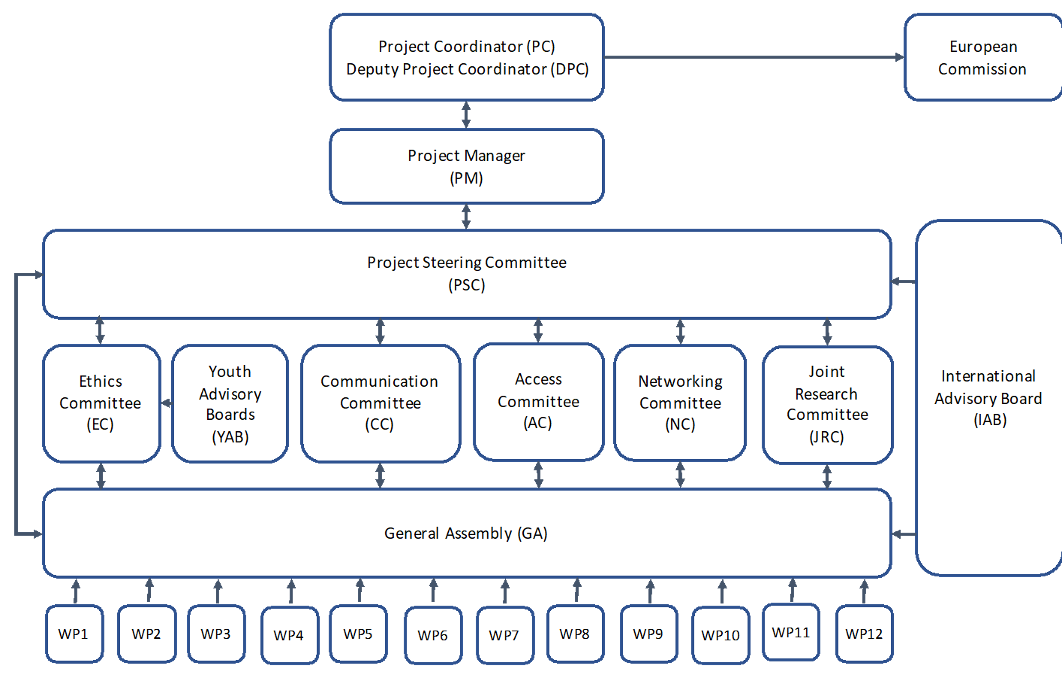 Project Coordinator (PC)
Deputy Project Coordinator (DPC)
European
Commission
Project Manager
(PM)
Project Steering Committee
(PSC)
Ethics
Committee
(EC)
Youth
Advisory
Boards
(YAB)
Communication
Committee
(CC)
Access
Committee
(AC)
Networking
Committee
(NC)
Joint
Research
Committee
(JRC)
International
Advisory Board
(IAB)
General Assembly (GA)
WP1
WP2
WP3
WP4
WP5
WP6
WP7
WP8
WP9
WP10
WP11
WP12